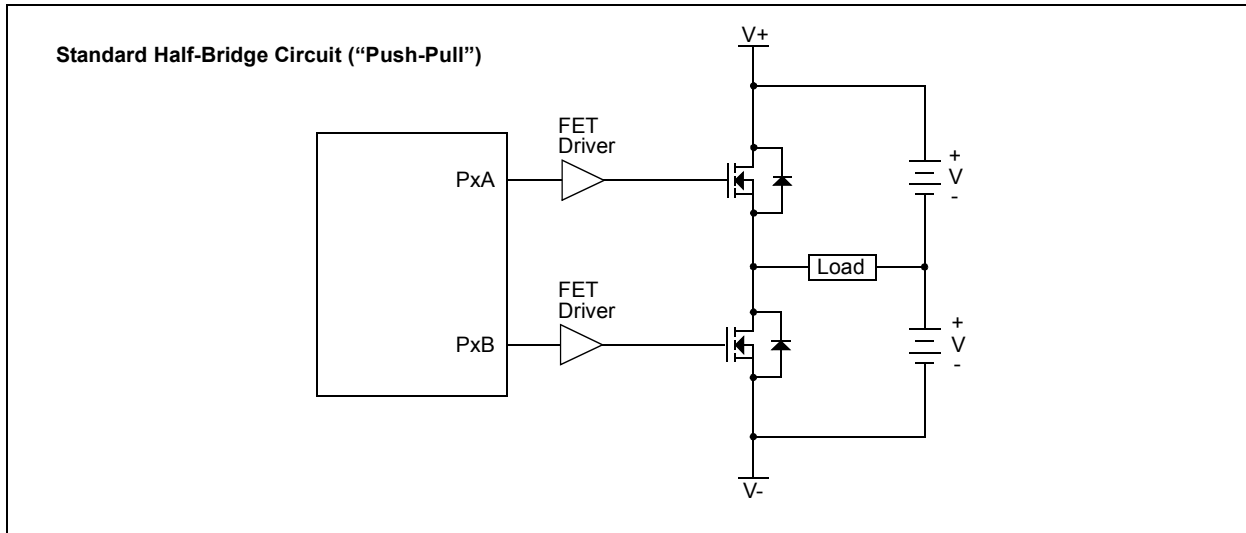 Standard Half-Bridge Circuit (“Push-Pull”)
V+
FET
Driver
PxA
+
V
-
Load
FET
Driver
PxB
+
V
-
V-